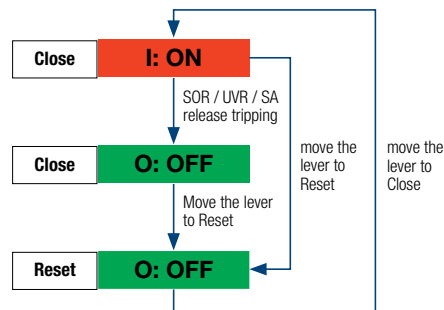 Close
I: ON
SOR / UVR / SA
release tripping
move the
lever to
Reset
move the
lever to
Close
Close
O: OFF
Move the lever
to Reset
Reset
O: OFF